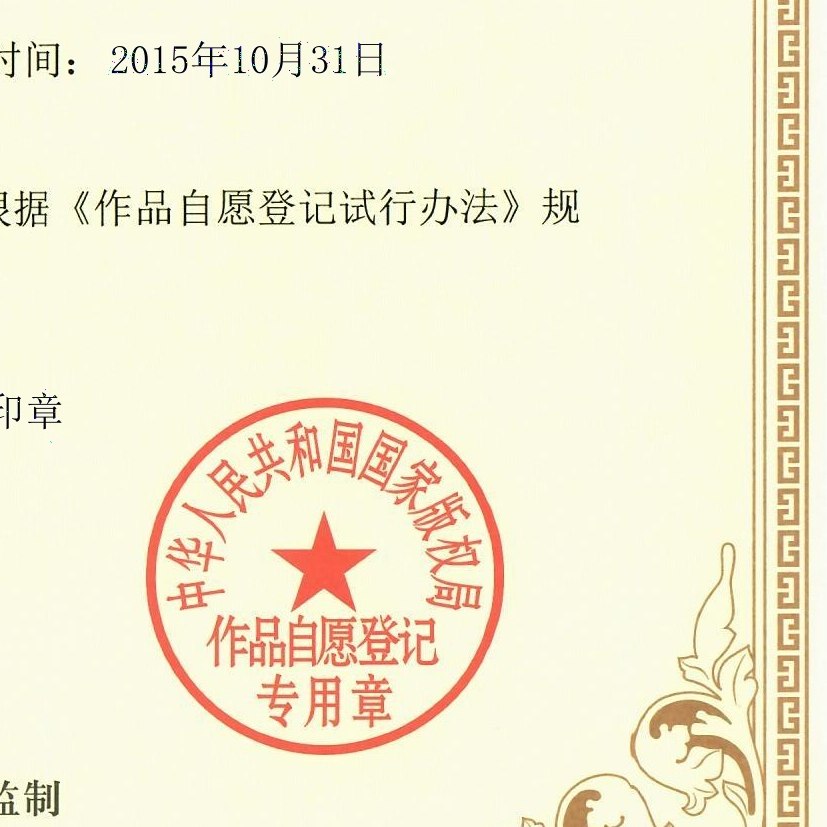 时间：2015年10月31日
根据《作品自愿登记试行办法》规
印章
中华人民共和国国家版权局
作品自愿登记
专用章
监制